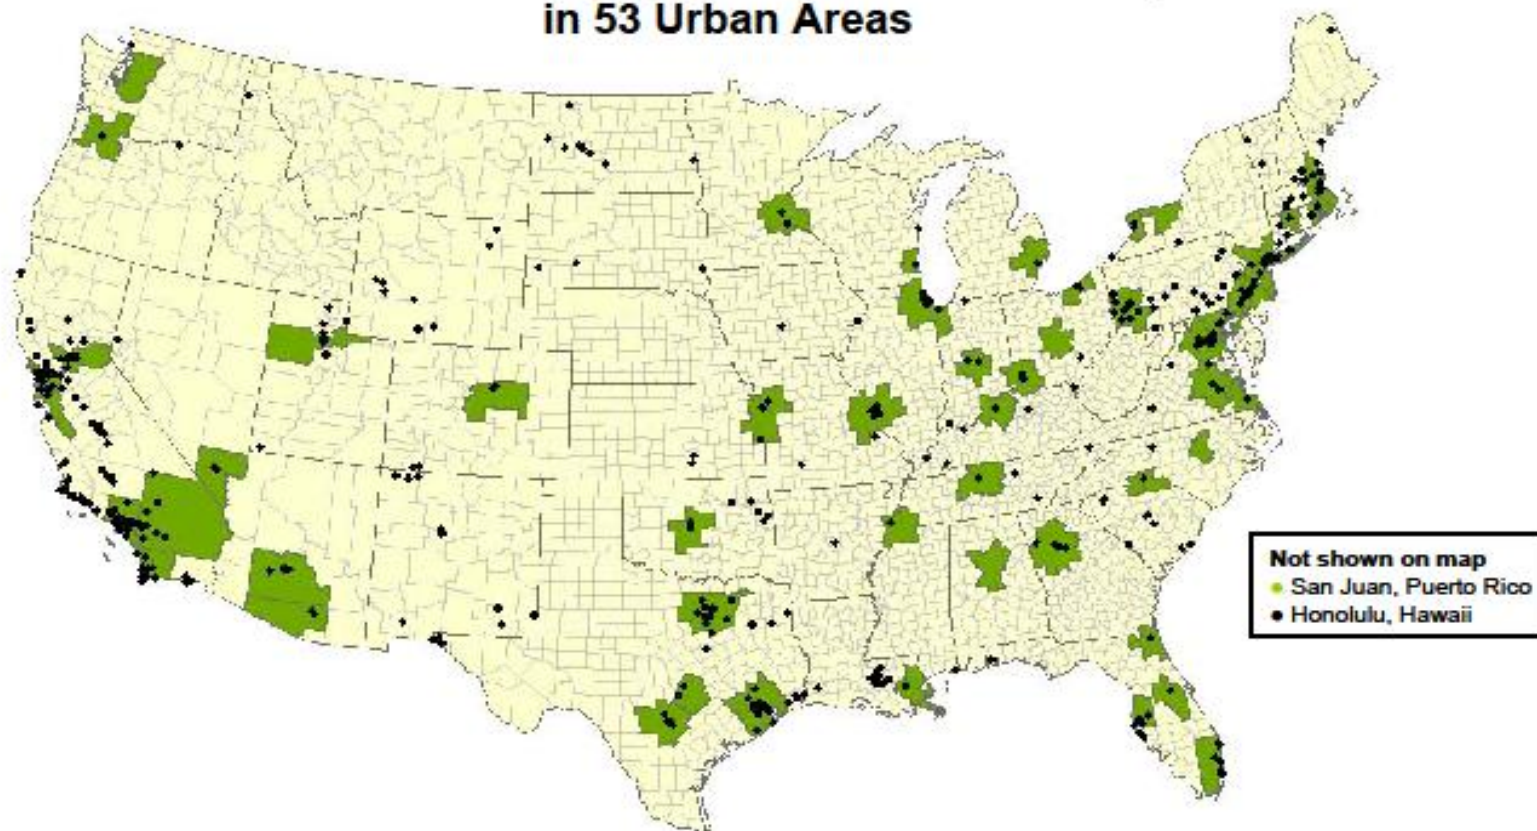 in 53 Urban Areas
Not shown on map
San Juan, Puerto Rico
Honolulu, Hawaii